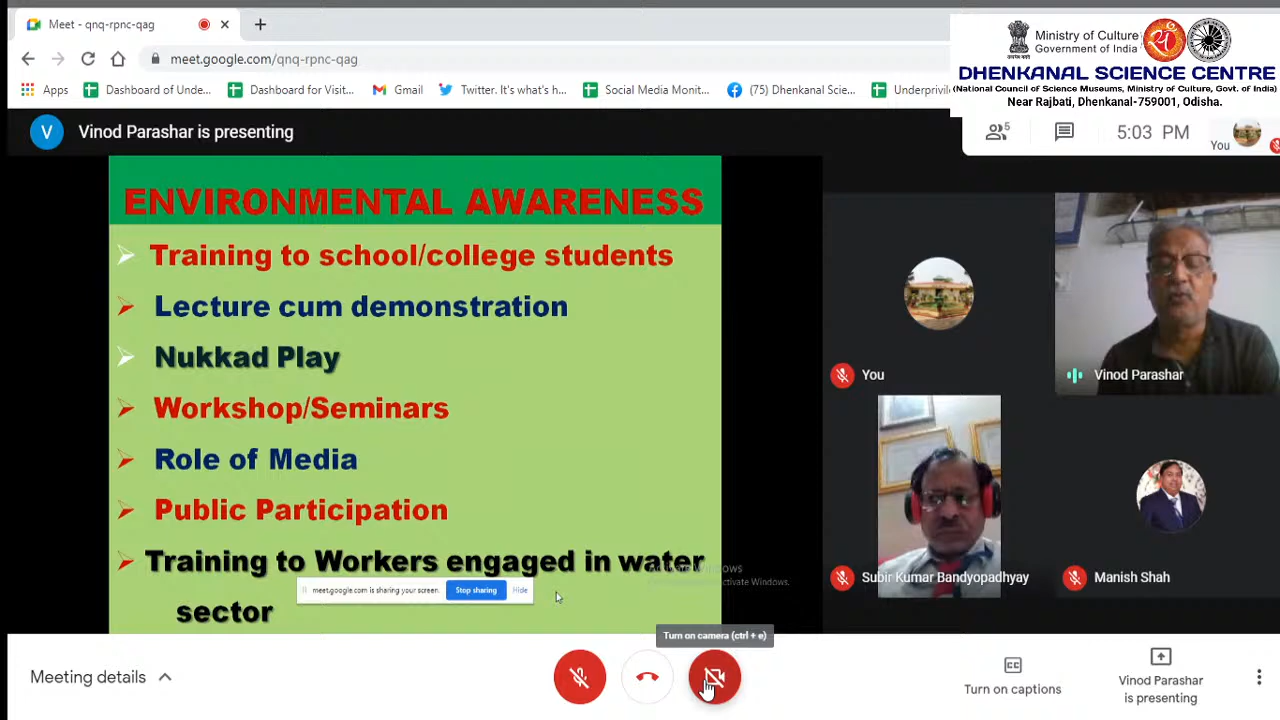 Meet - qnq-rpnc-qag
meet.google.com/qnq-rpnc-qag
Apps Dashboard of Unde... Dashboard for Visit... Gmail Twitter. It's what's h... Social Media Monit... (75) Dhenkanal Scie... Underprivile
Ministry of Culture
Government of India
DHENKANAL SCIENCE CENTRE
(National Council of Science Museums, Ministry of Culture, Govt. of India)
Near Rajbati, Dhenkanal-759001, Odisha.
V Vinod Parashar is presenting
5 5:03 PM You
ENVIRONMENTAL AWARENESS
Training to school/college students
Lecture cum demonstration
Nukkad Play
Workshop/Seminars
Role of Media
Public Participation
Training to Workers engaged in water
sector
meet.google.com is sharing your screen. Stop sharing Hide
You
Vinod Parashar
Subir Kumar Bandyopadhyay
Manish Shah
Turn on camera (ctrl + e)
Meeting details
CC
Turn on captions
Vinod Parashar
is presenting